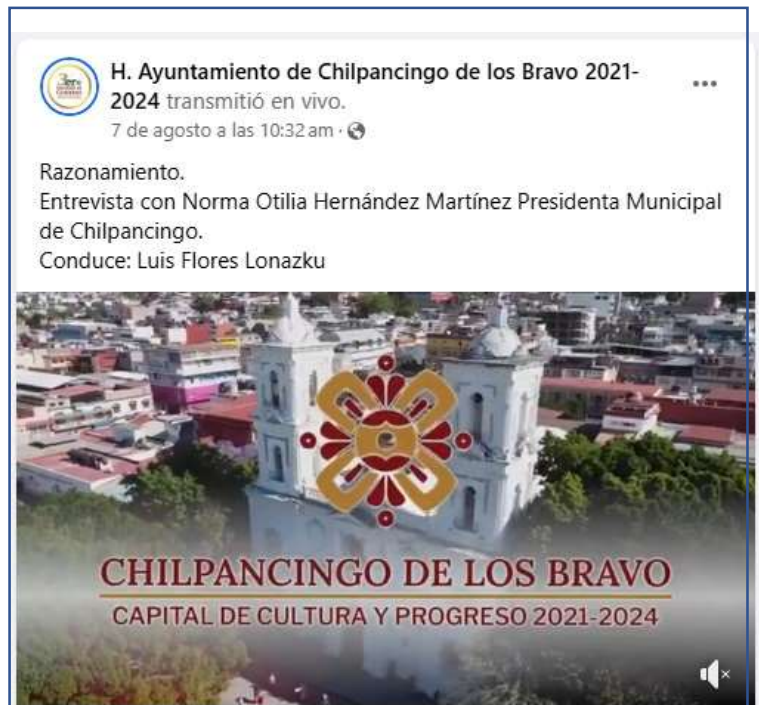 H. Ayuntamiento de Chilpancingo de los Bravo 2021-
2024 transmitió en vivo.
7 de agosto a las 10:32 am ·
Razonamiento.
Entrevista con Norma Otilia Hernández Martínez Presidenta Municipal
de Chilpancingo.
Conduce: Luis Flores Lonazku
CHILPANCINGO DE LOS BRAVO
CAPITAL DE CULTURA Y PROGRESO 2021-2024